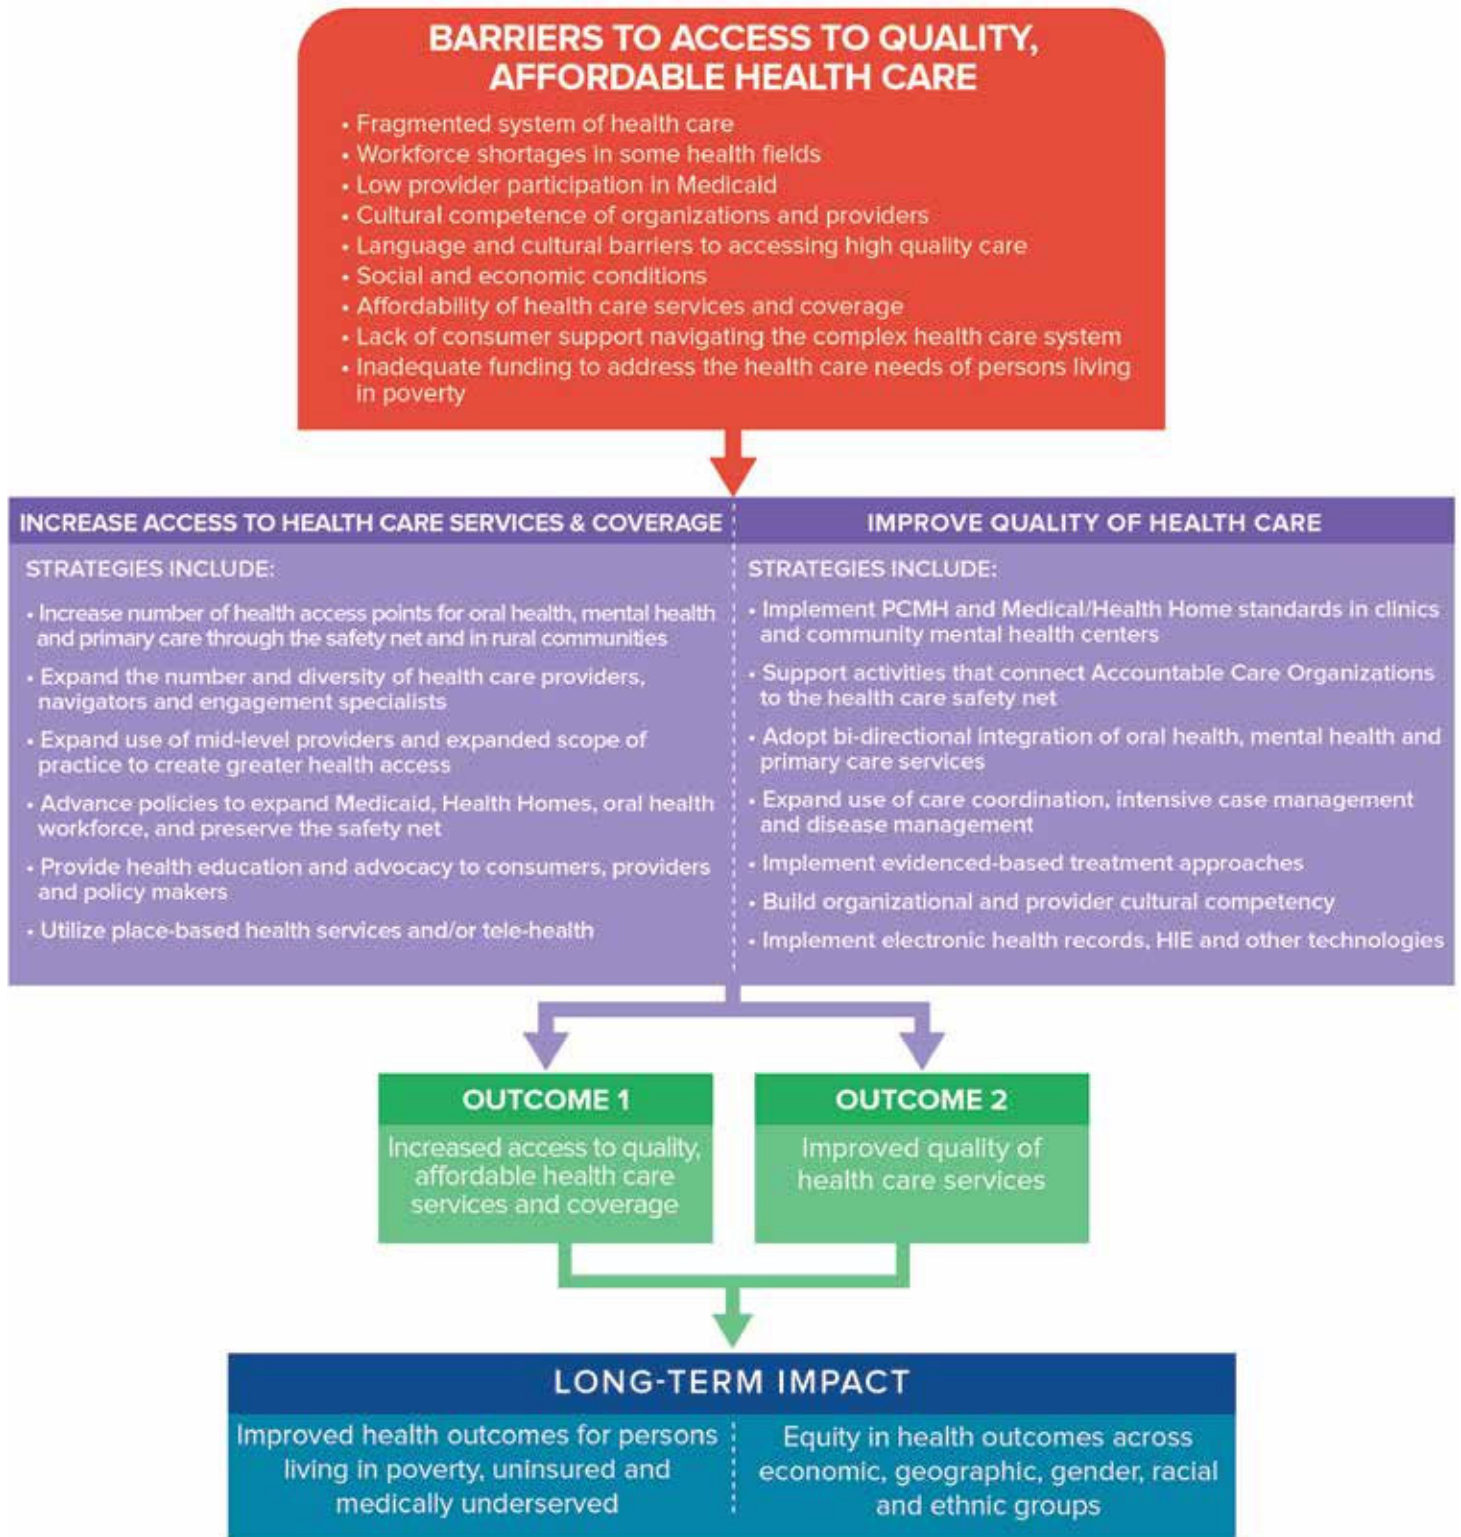 BARRIERS TO ACCESS TO QUALITY,
AFFORDABLE HEALTH CARE
• Fragmented system of health care
• Workforce shortages in some health fields
• Low provider participation in Medicaid
• Cultural competence of organizations and providers
• Language and cultural barriers to accessing high quality care
• Social and economic conditions
• Affordability of health care services and coverage
• Lack of consumer support navigating the complex health care system
• Inadequate funding to address the health care needs of persons living
in poverty
INCREASE ACCESS TO HEALTH CARE SERVICES & COVERAGE
STRATEGIES INCLUDE:
• Increase number of health access points for oral health, mental health
and primary care through the safety net and in rural communities
• Expand the number and diversity of health care providers,
navigators and engagement specialists
• Expand use of mid-level providers and expanded scope of
practice to create greater health access
• Advance policies to expand Medicaid, Health Homes, oral health
workforce, and preserve the safety net
• Provide health education and advocacy to consumers, providers
and policy makers
• Utilize place-based health services and/or tele-health
IMPROVE QUALITY OF HEALTH CARE
STRATEGIES INCLUDE:
• Implement PCMH and Medical/Health Home standards in clinics
and community mental health centers
• Support activities that connect Accountable Care Organizations
to the health care safety net
• Adopt bi-directional integration of oral health, mental health and
primary care services
• Expand use of care coordination, intensive case management
and disease management
• Implement evidenced-based treatment approaches
• Build organizational and provider cultural competency
• Implement electronic health records, HIE and other technologies
OUTCOME 1
Increased access to quality,
affordable health care
services and coverage
OUTCOME 2
Improved quality of
health care services
LONG-TERM IMPACT
Improved health outcomes for persons
living in poverty, uninsured and
medically underserved
Equity in health outcomes across
economic, geographic, gender, racial
and ethnic groups